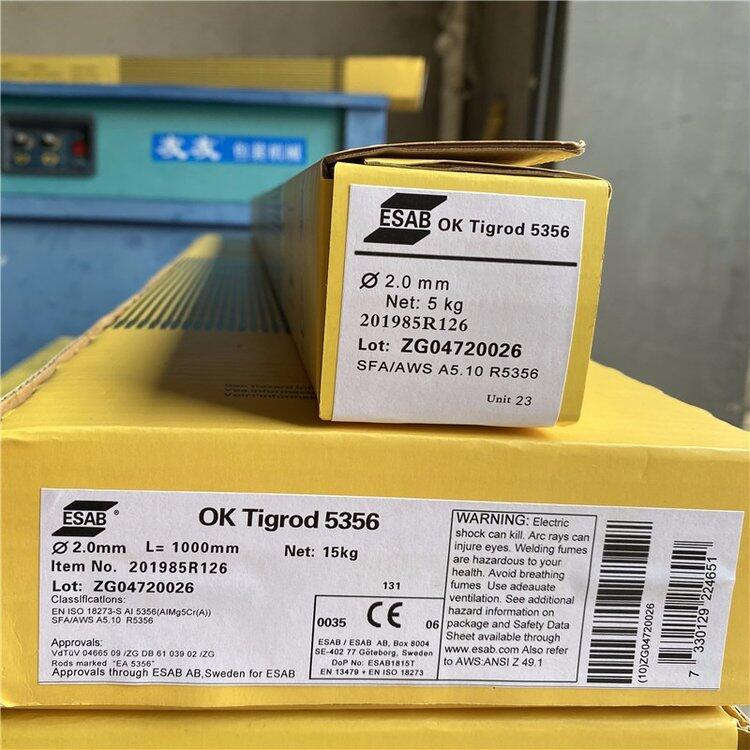 友友 包装机械
ESAB OK Tigrod 5356
Ø 2.0 mm
Net: 5 kg
201985R126
Lot: ZG04720026
SFA/AWS A5.10 R5356
Unit 23
ESAB® OK Tigrod 5356
Ø 2.0mm L= 1000mm Net: 15kg
Item No. 201985R126
Lot: ZG04720026
131
Classifications:
EN ISO 18273-S Al 5356(AlMg5Cr(A))
SFA/AWS A5.10 R5356
Approvals:
VdTüV 04665 09 /ZG DB 61 039 02 /ZG
Rods marked "EA 5356"
Approvals through ESAB AB,Sweden for ESAB
0035 CE 06
ESAB / ESAB AB, Box 8004
SE-402 77 Göteborg, Sweden
DoP No: ESAB1815T
EN 13479 + EN ISO 18273
WARNING: Electric
shock can kill. Arc rays can
injure eyes. Welding fumes
are hazardous to your
health. Avoid breathing
fumes. Use adequate
ventilation. See additional
hazard information on
package and Safety Data
Sheet available through
www.esab.com Also refer
to AWS:ANSI Z 49.1
(10)ZG04720026
7 330129 224651